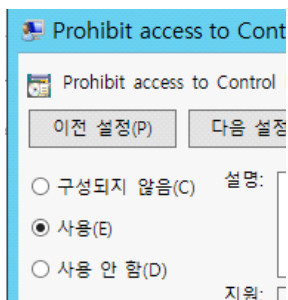 Prohibit access to Cont
Prohibit access to Control
이전 설정(P)
다음 설정
구성되지 않음(C)
설명:
사용(E)
사용 안 함(D)
지원: